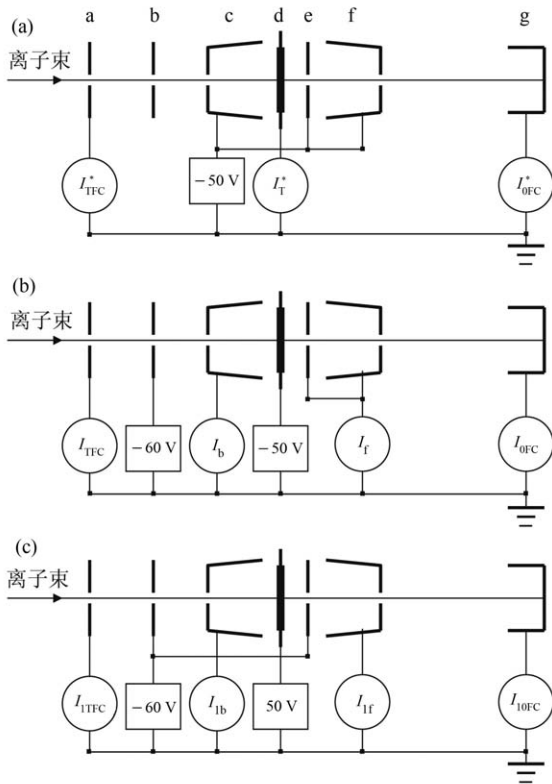 (a) a b c d e f g
离子束
I*TFC −50 V I*T I*0FC
(b)
离子束
ITFC −60 V Ib −50 V If I0FC
(c)
离子束
I1TFC −60 V I1b 50 V I1f I10FC